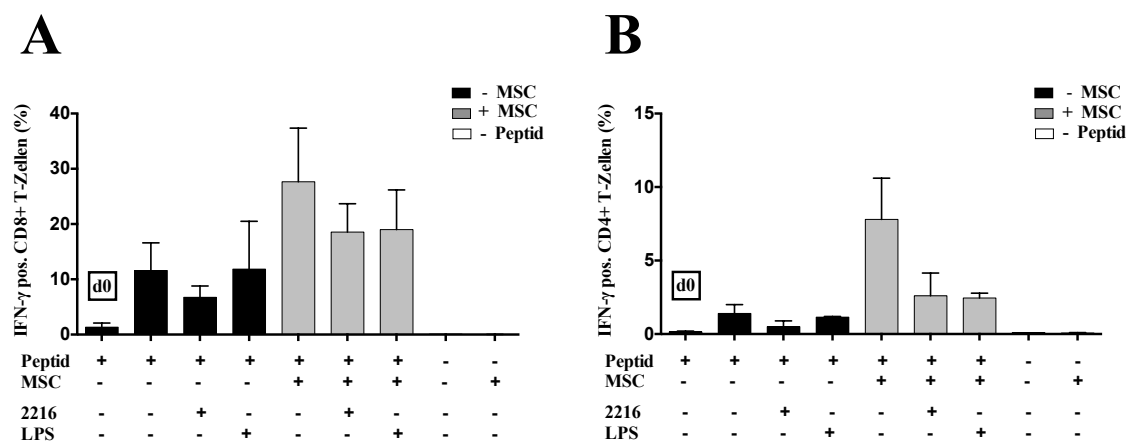 A
- MSC
+ MSC
- Peptid
IFN-γ pos. CD8+ T-Zellen (%)
40
30
20
10
0
d0
Peptid + + + + + + + - -
MSC - - - - + + + - +
2216 - - + - - + - - -
LPS - - - + - - + - -
B
- MSC
+ MSC
- Peptid
IFN-γ pos. CD4+ T-Zellen (%)
15
10
5
0
d0
Peptid + + + + + + + - -
MSC - - - - + + + - +
2216 - - + - - + - - -
LPS - - - + - - + - -